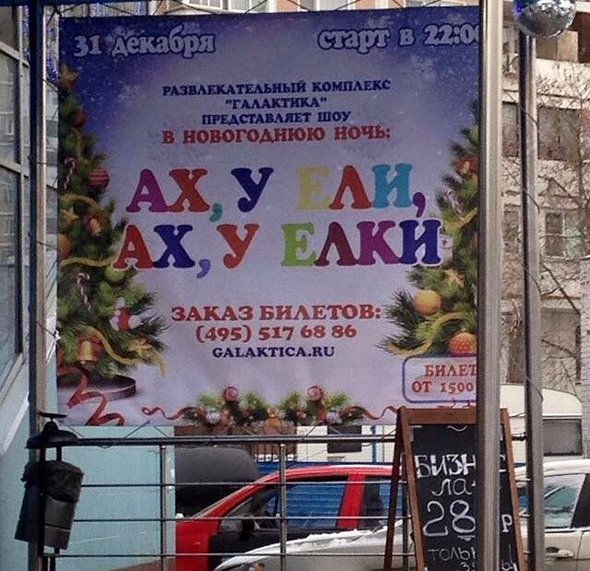 31 декабря
старт в 22:00
РАЗВЛЕКАТЕЛЬНЫЙ КОМПЛЕКС
"ГАЛАКТИКА"
ПРЕДСТАВЛЯЕТ ШОУ
В НОВОГОДНЮЮ НОЧЬ:
АХ, У ЕЛИ,
АХ, У ЕЛКИ
ЗАКАЗ БИЛЕТОВ:
(495) 517 68 86
GALAKTICA.RU
БИЛЕТ
ОТ 1500
БИЗН С
ла
28 р
толь